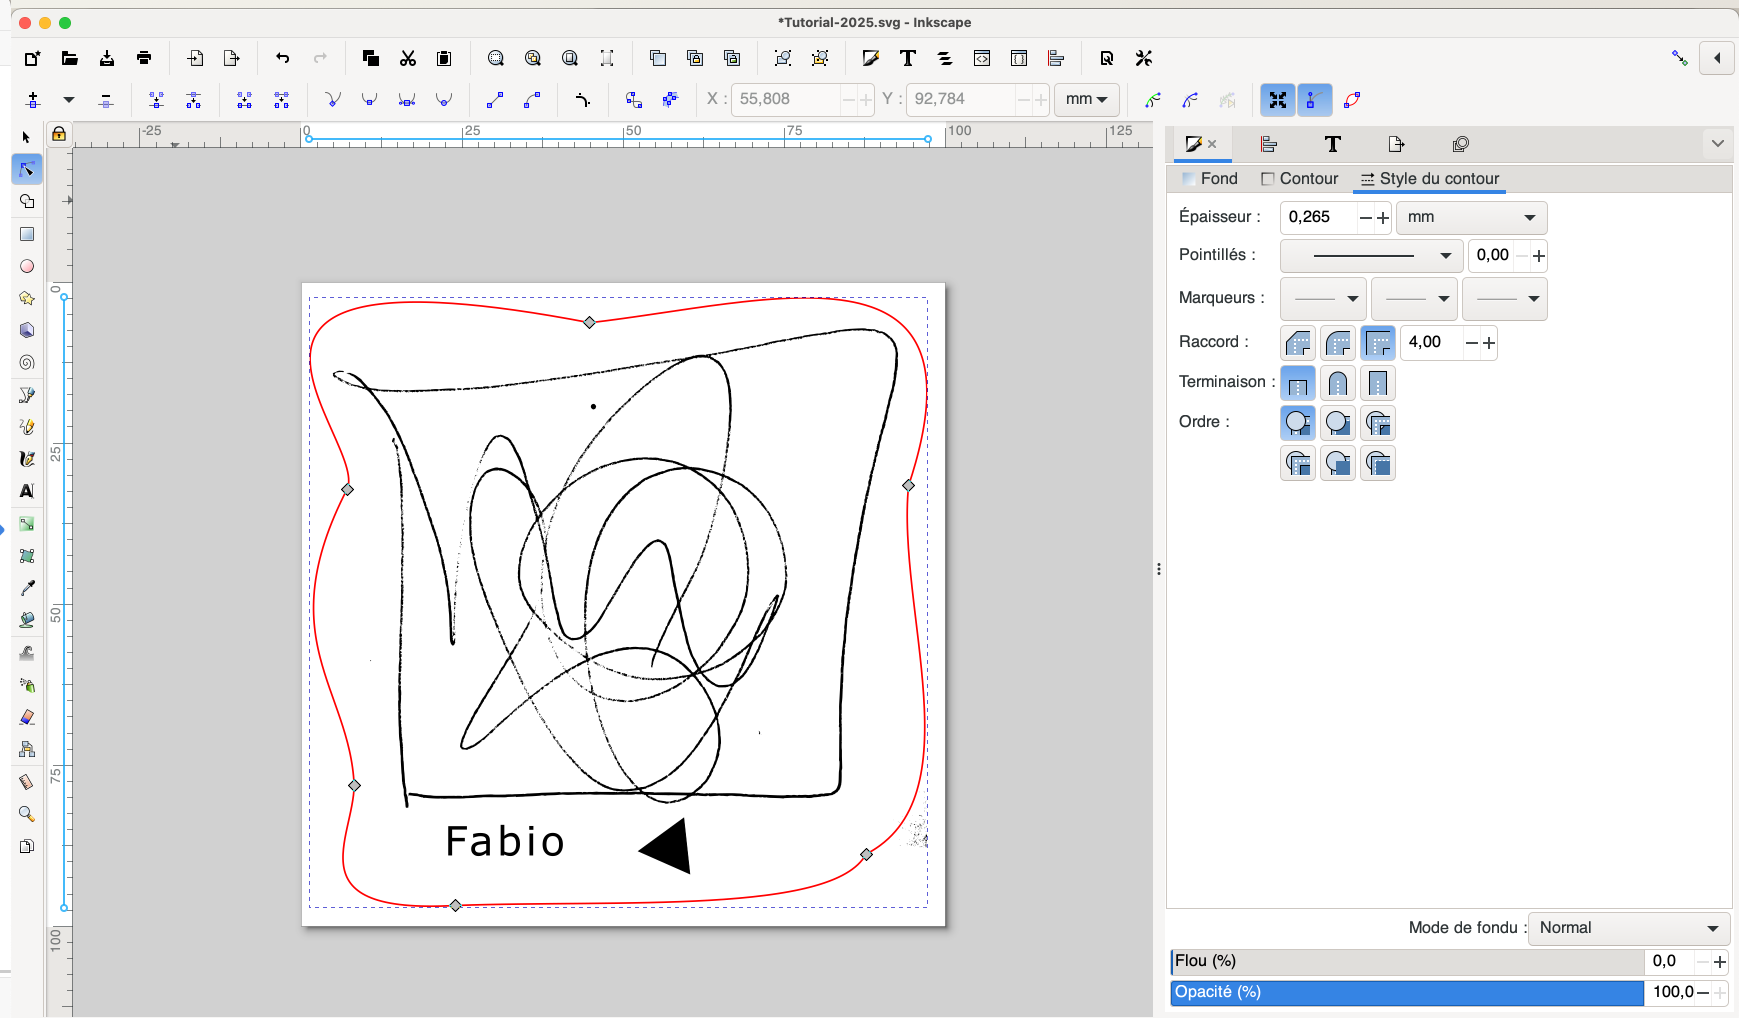 *Tutorial-2025.svg - Inkscape
X : 55,808 Y : 92,784 mm
-25 0 25 50 75 100 125
Fond Contour Style du contour
Épaisseur : 0,265 mm
Pointillés : 0,00
Marqueurs :
Raccord : 4,00
Terminaison :
Ordre :
0
25
50
75
100
Fabio
Mode de fondu : Normal
Flou (%) 0,0
Opacité (%) 100,0